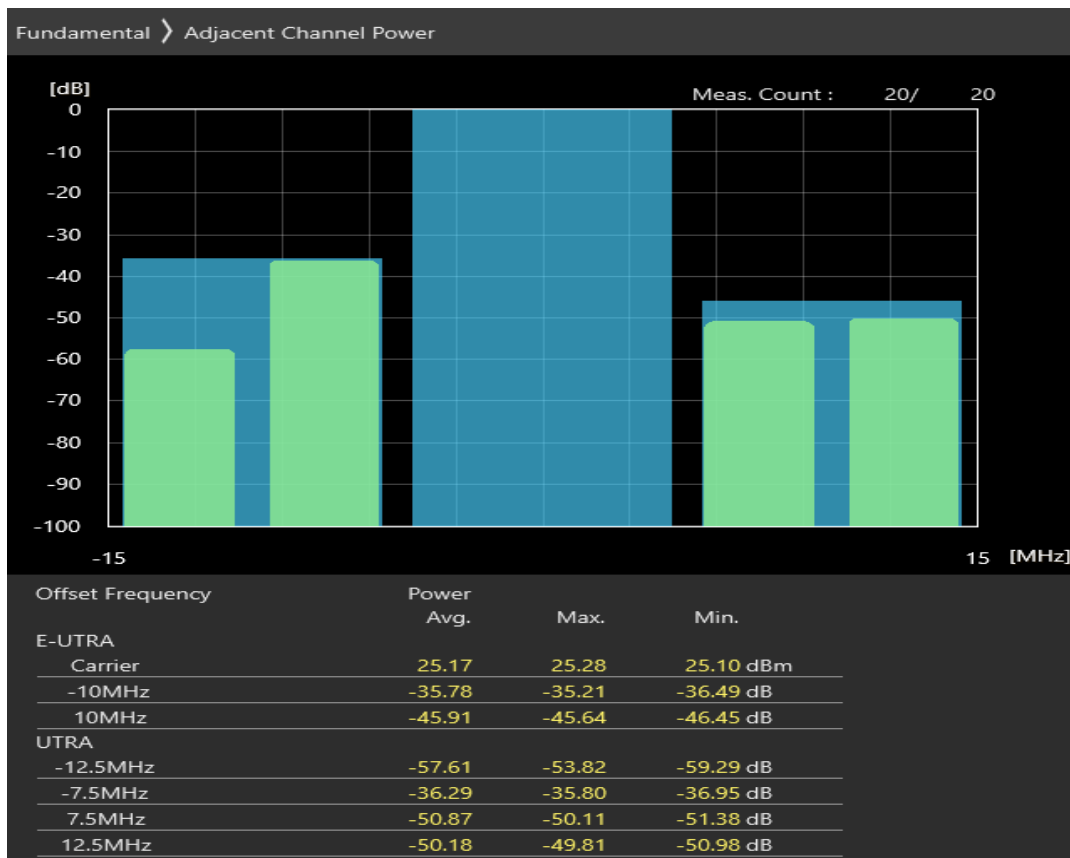 Fundamental 〉 Adjacent Channel Power
[dB]
Meas. Count : 20/ 20
0
-10
-20
-30
-40
-50
-60
-70
-80
-90
-100
-15 15 [MHz]
Offset Frequency Power
Avg. Max. Min.
E-UTRA
Carrier 25.17 25.28 25.10 dBm
-10MHz -35.78 -35.21 -36.49 dB
10MHz -45.91 -45.64 -46.45 dB
UTRA
-12.5MHz -57.61 -53.82 -59.29 dB
-7.5MHz -36.29 -35.80 -36.95 dB
7.5MHz -50.87 -50.11 -51.38 dB
12.5MHz -50.18 -49.81 -50.98 dB